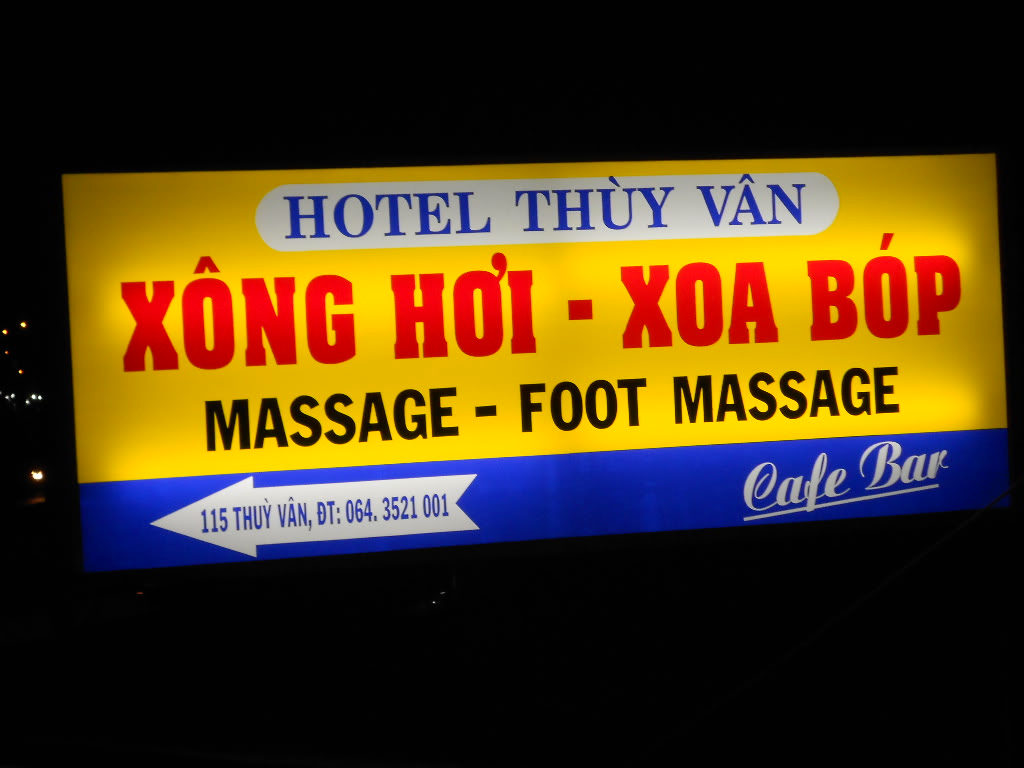 HOTEL THÙY VÂN
XÔNG HƠI - XOA BÓP
MASSAGE - FOOT MASSAGE
115 THUỲ VÂN, ĐT: 064. 3521 001
Cafe Bar